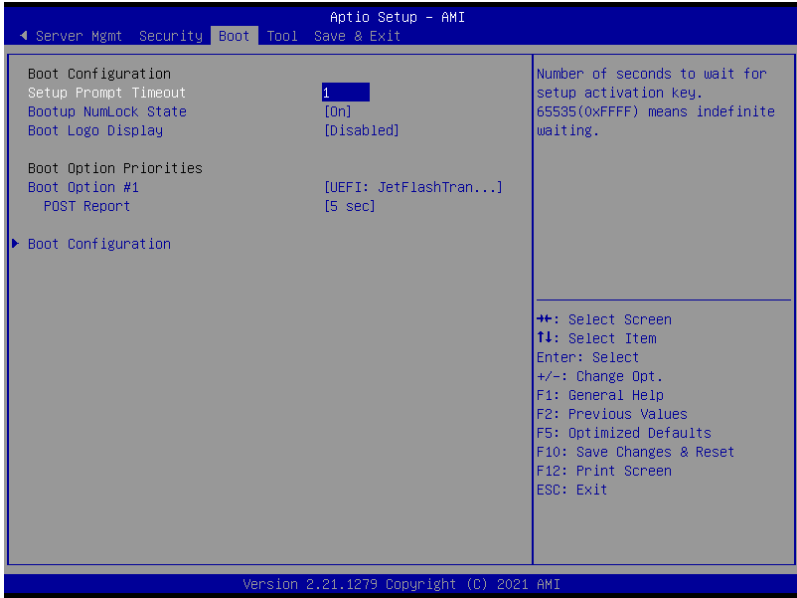 Aptio Setup – AMI
Server Mgmt Security Boot Tool Save & Exit
Boot Configuration
Setup Prompt Timeout 1
Bootup NumLock State [On]
Boot Logo Display [Disabled]
Boot Option Priorities
Boot Option #1 [UEFI: JetFlashTran...]
POST Report [5 sec]
Boot Configuration
Number of seconds to wait for
setup activation key.
65535(0xFFFF) means indefinite
waiting.
→←: Select Screen
↑↓: Select Item
Enter: Select
+/-: Change Opt.
F1: General Help
F2: Previous Values
F5: Optimized Defaults
F10: Save Changes & Reset
F12: Print Screen
ESC: Exit
Version 2.21.1279 Copyright (C) 2021 AMI